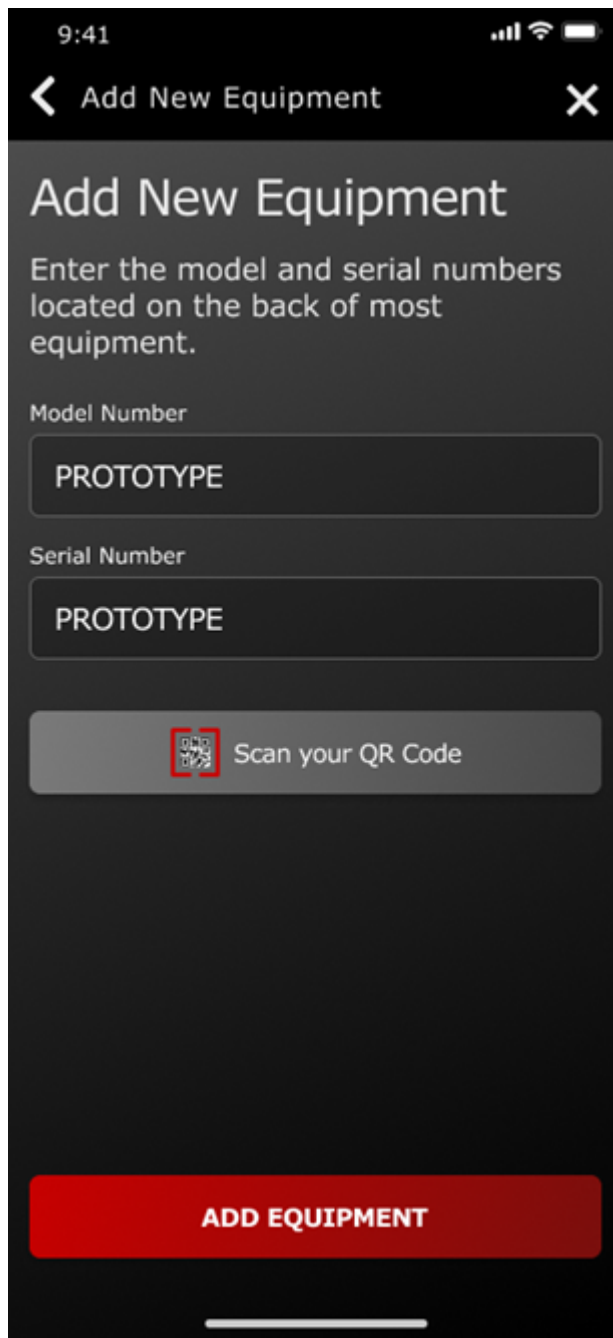 9:41
Add New Equipment
Add New Equipment
Enter the model and serial numbers
located on the back of most
equipment.
Model Number
PROTOTYPE
Serial Number
PROTOTYPE
Scan your QR Code
ADD EQUIPMENT